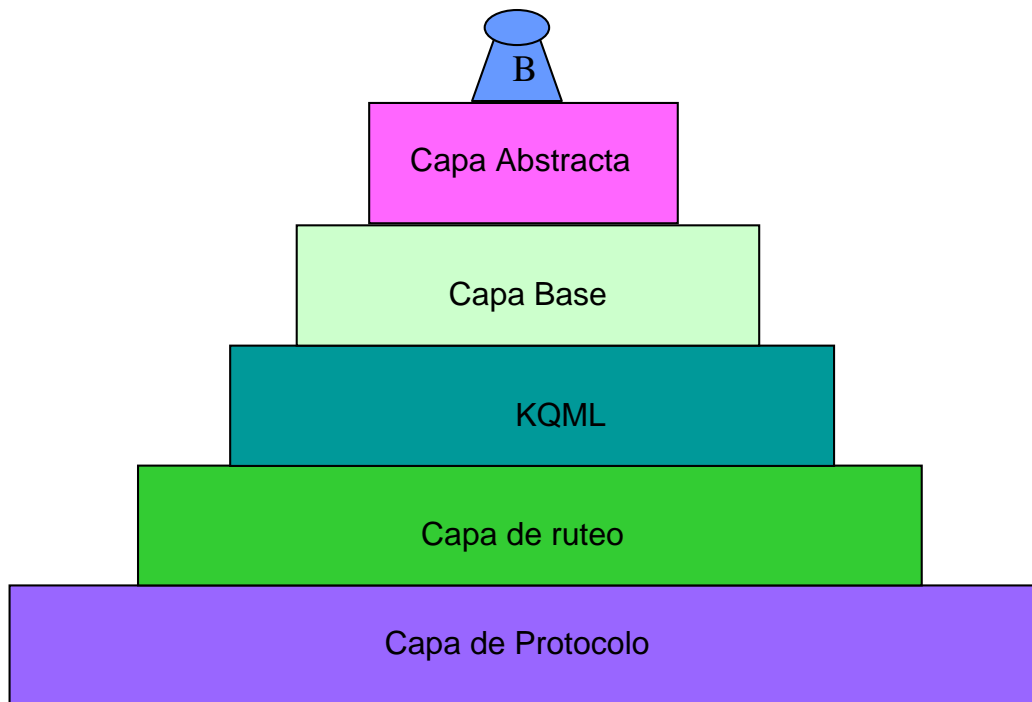 B
Capa Abstracta
Capa Base
KQML
Capa de ruteo
Capa de Protocolo